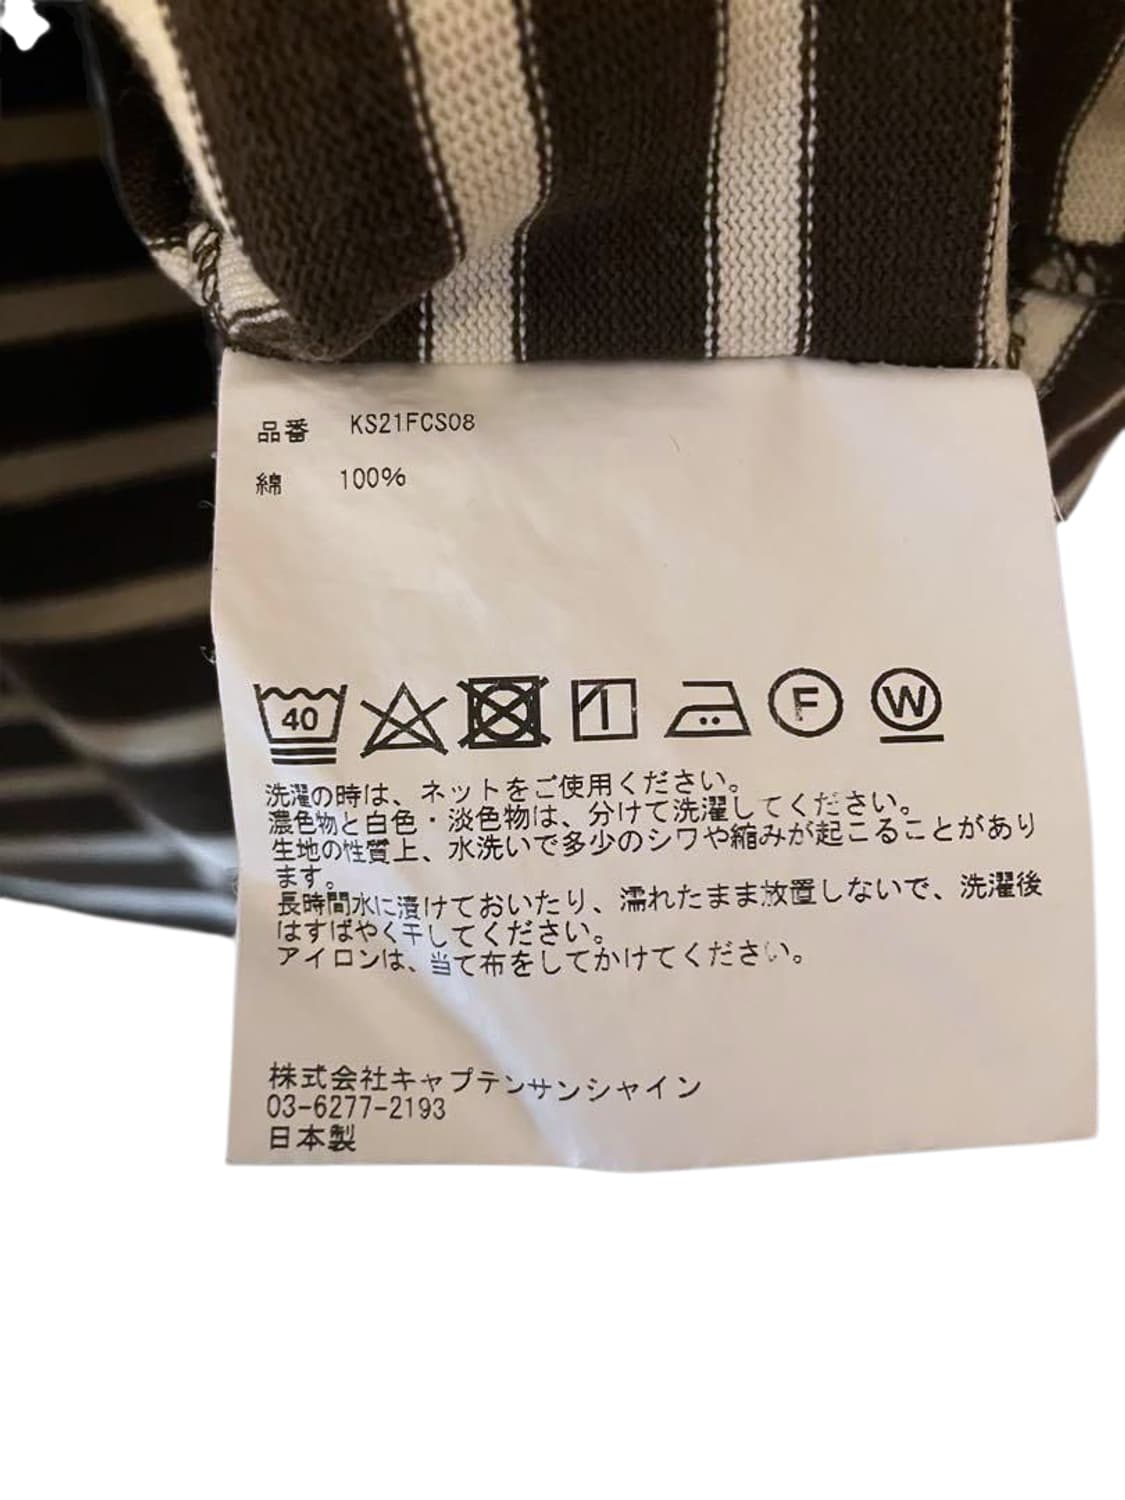 品番 KS21FCS08
綿 100%
40
F W
洗濯の時は、ネットをご使用ください。
濃色物と白色・淡色物は、分けて洗濯してください。
生地の性質上、水洗いで多少のシワや縮みが起こることがあり
ます。
長時間水に漬けておいたり、濡れたまま放置しないで、洗濯後
はすばやく干してください。
アイロンは、当て布をしてかけてください。
株式会社キャプテンサンシャイン
03-6277-2193
日本製